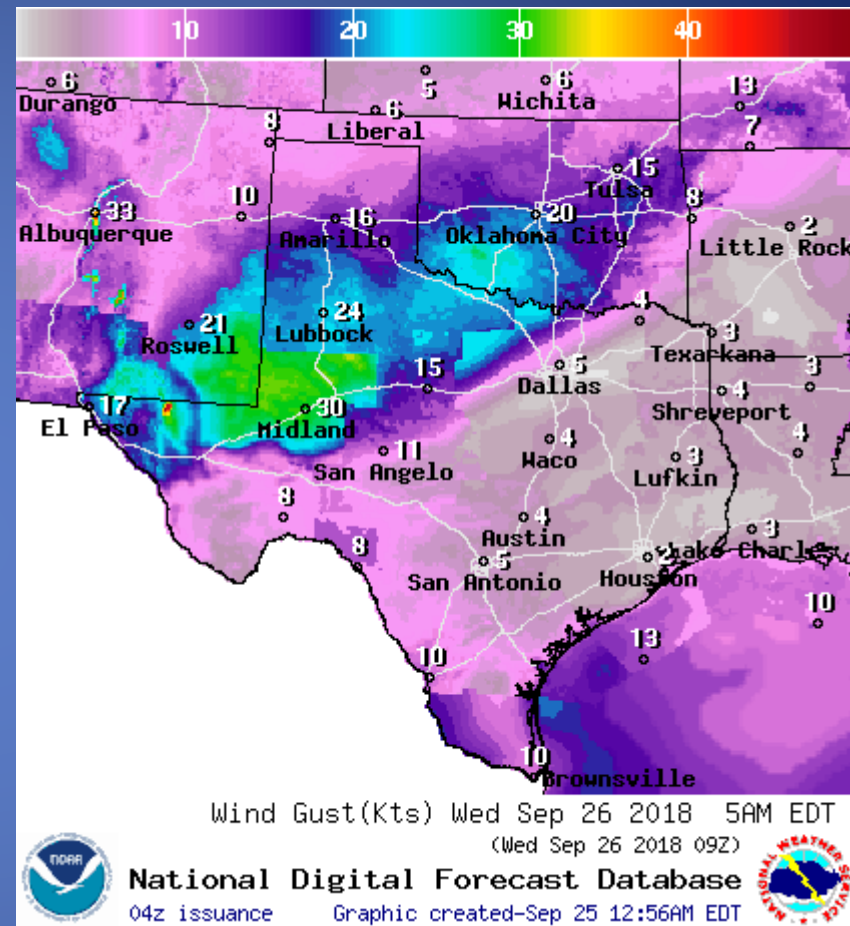 10 20 30 40
6 5 6 13
Durango Wichita
8 6 7
Liberal
15
Tulsa
33 10 16 20 8 2
Albuquerque Amarillo Oklahoma City Little Rock
21 24 4 3
Roswell Lubbock Texarkana
15 5 3
Dallas
17 30 4
El Paso Midland Shreveport
11 4 3 4
San Angelo Waco Lufkin
8 4 3
Austin Lake Charl
8 5 2
San Antonio Houston
10
13
10
10
Brownsville
Wind Gust(Kts) Wed Sep 26 2018 5AM EDT
(Wed Sep 26 2018 09Z)
National Digital Forecast Database
04z issuance Graphic created-Sep 25 12:56AM EDT
NOAA
NATIONAL WEATHER SERVICE